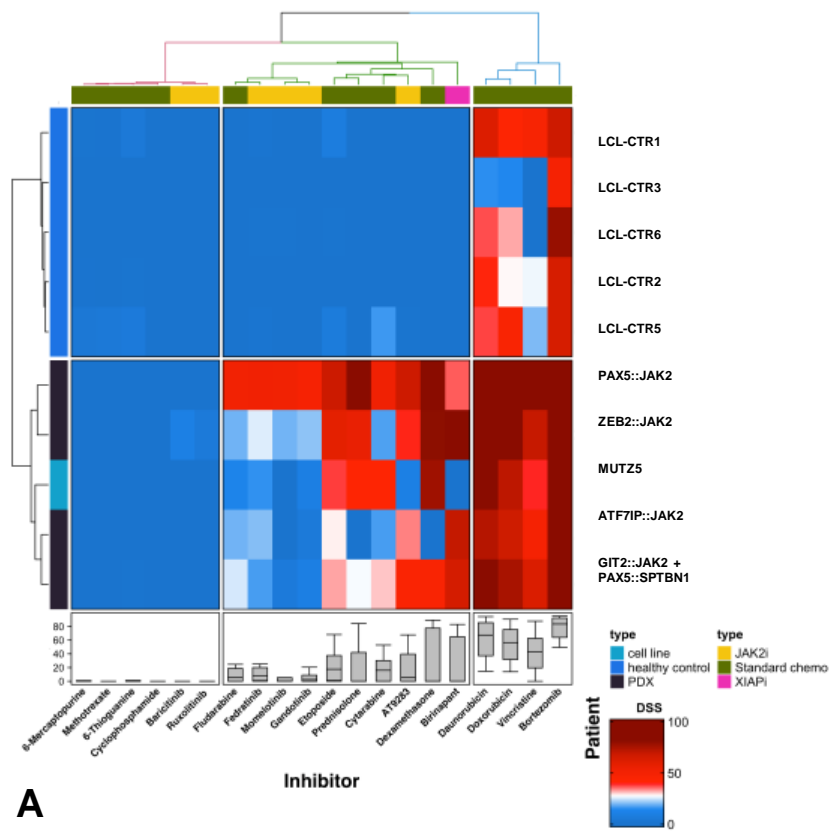 LCL-CTR1
LCL-CTR3
LCL-CTR6
LCL-CTR2
LCL-CTR5
PAX5::JAK2
ZEB2::JAK2
MUTZ5
ATF7IP::JAK2
GIT2::JAK2 +
PAX5::SPTBN1
80
60
40
20
0
6-Mercaptopurine
Methotrexate
6-Thioguanine
Cyclophosphamide
Baricitinib
Ruxolitinib
Fludarabine
Fedratinib
Momelotinib
Gandotinib
Etoposide
Prednisolone
Cytarabine
AT9283
Dexamethasone
Birinapant
Daunorubicin
Doxorubicin
Vincristine
Bortezomib
Inhibitor
type
cell line
healthy control
PDX
type
JAK2i
Standard chemo
XIAPi
Patient
DSS
100
50
0
A